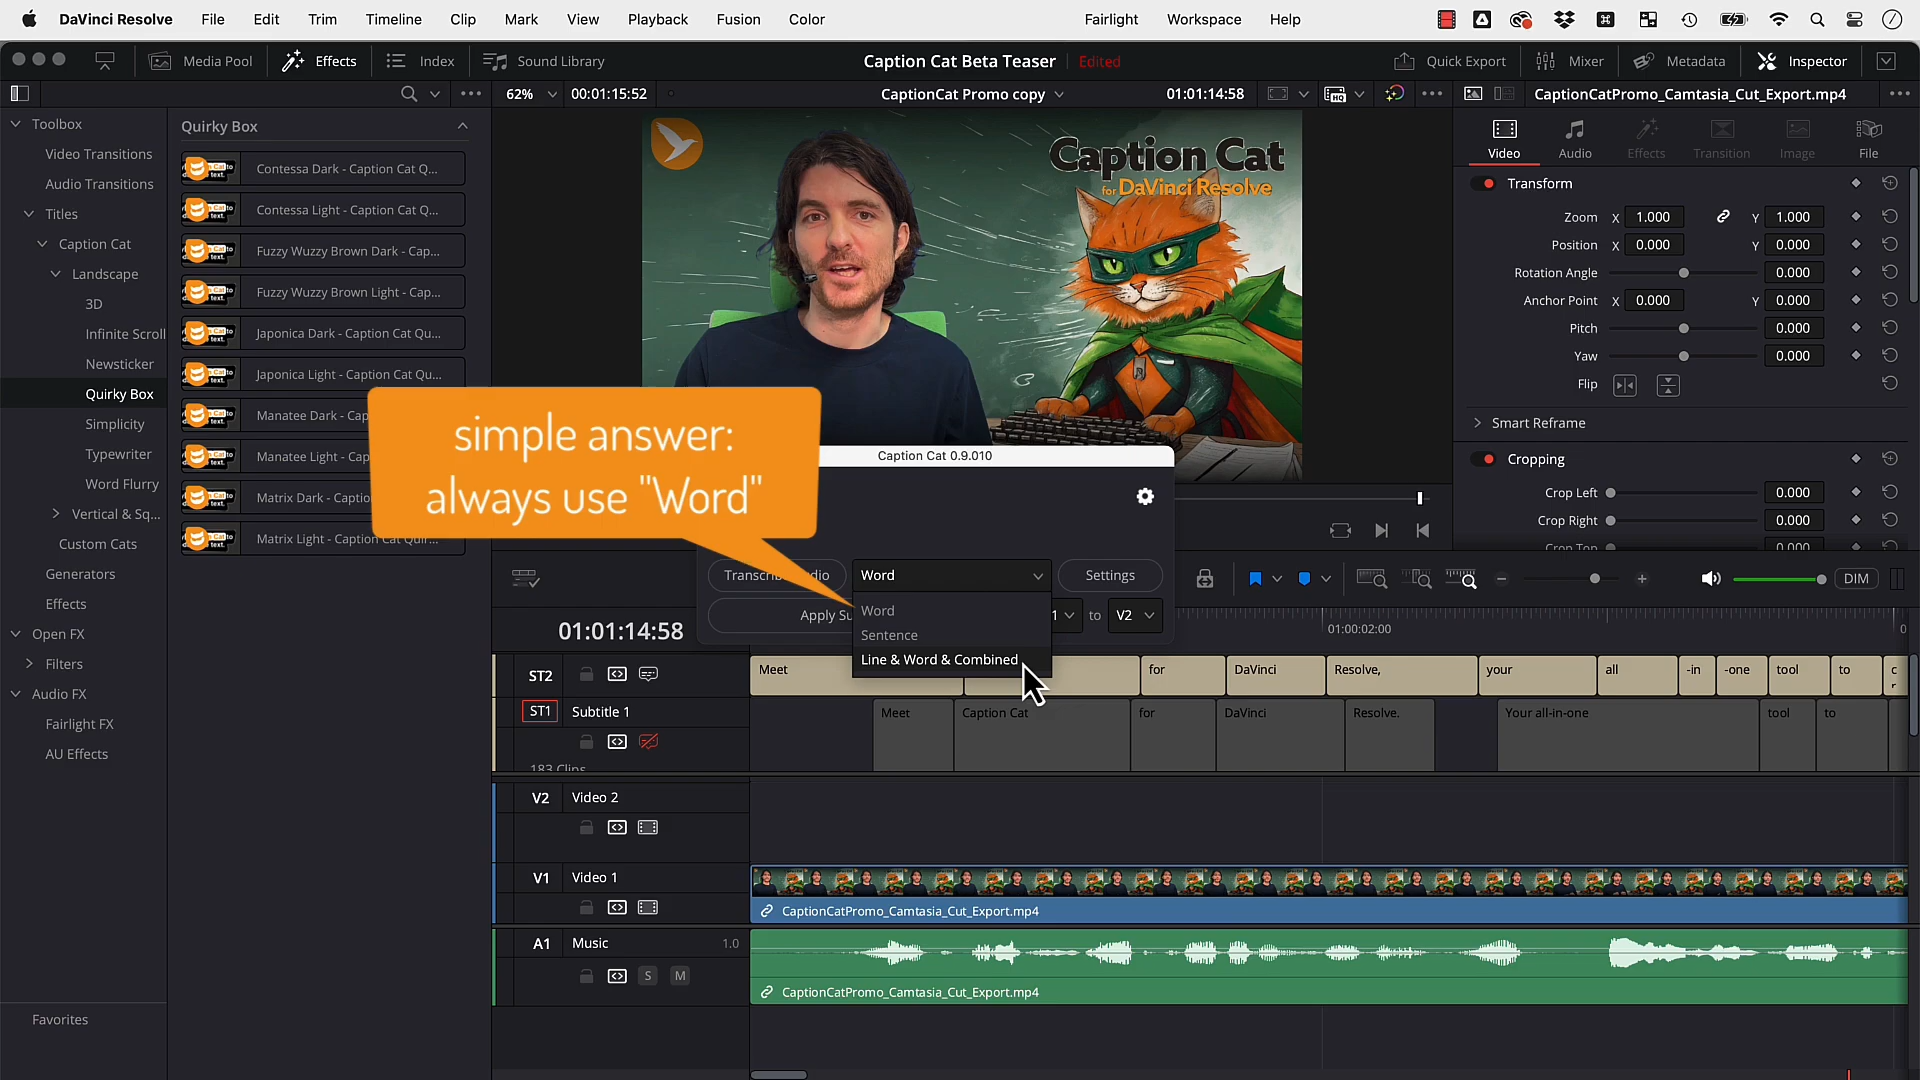 DaVinci Resolve File Edit Trim Timeline Clip Mark View Playback Fusion Color Fairlight Workspace Help
Media Pool Effects Index Sound Library Caption Cat Beta Teaser Edited Quick Export Mixer Metadata Inspector
62% 00:01:15:52 CaptionCat Promo copy 01:01:14:58 CaptionCatPromo_Camtasia_Cut_Export.mp4
Toolbox
Video Transitions
Audio Transitions
Titles
Caption Cat
Landscape
3D
Infinite Scroll
Newsticker
Quirky Box
Simplicity
Typewriter
Word Flurry
Vertical & Sq...
Custom Cats
Generators
Effects
Open FX
Filters
Audio FX
Fairlight FX
AU Effects
Favorites
Quirky Box
Contessa Dark - Caption Cat Q...
Contessa Light - Caption Cat Q...
Fuzzy Wuzzy Brown Dark - Cap...
Fuzzy Wuzzy Brown Light - Cap...
Japonica Dark - Caption Cat Qu...
Japonica Light - Caption Cat Qu...
Manatee Dark - Cap
Manatee Light - Cap
Matrix Dark - Captio
Matrix Light - Caption Cat Quir...
Caption Cat
for DaVinci Resolve
simple answer:
always use "Word"
Caption Cat 0.9.010
Word Settings
Apply Su 1 to V2
Word
Sentence
Line & Word & Combined
Video Audio Effects Transition Image File
Transform
Zoom X 1.000 Y 1.000
Position X 0.000 Y 0.000
Rotation Angle 0.000
Anchor Point X 0.000 Y 0.000
Pitch 0.000
Yaw 0.000
Flip
Smart Reframe
Cropping
Crop Left 0.000
Crop Right 0.000
Crop Top 0.000
DIM
01:01:14:58 01:00:02:00 0
ST2 Meet for DaVinci Resolve, your all -in -one tool to
ST1 Subtitle 1 Meet Caption Cat for DaVinci Resolve. Your all-in-one tool to
183 Clips
V2 Video 2
V1 Video 1
CaptionCatPromo_Camtasia_Cut_Export.mp4
A1 Music 1.0
S M
CaptionCatPromo_Camtasia_Cut_Export.mp4